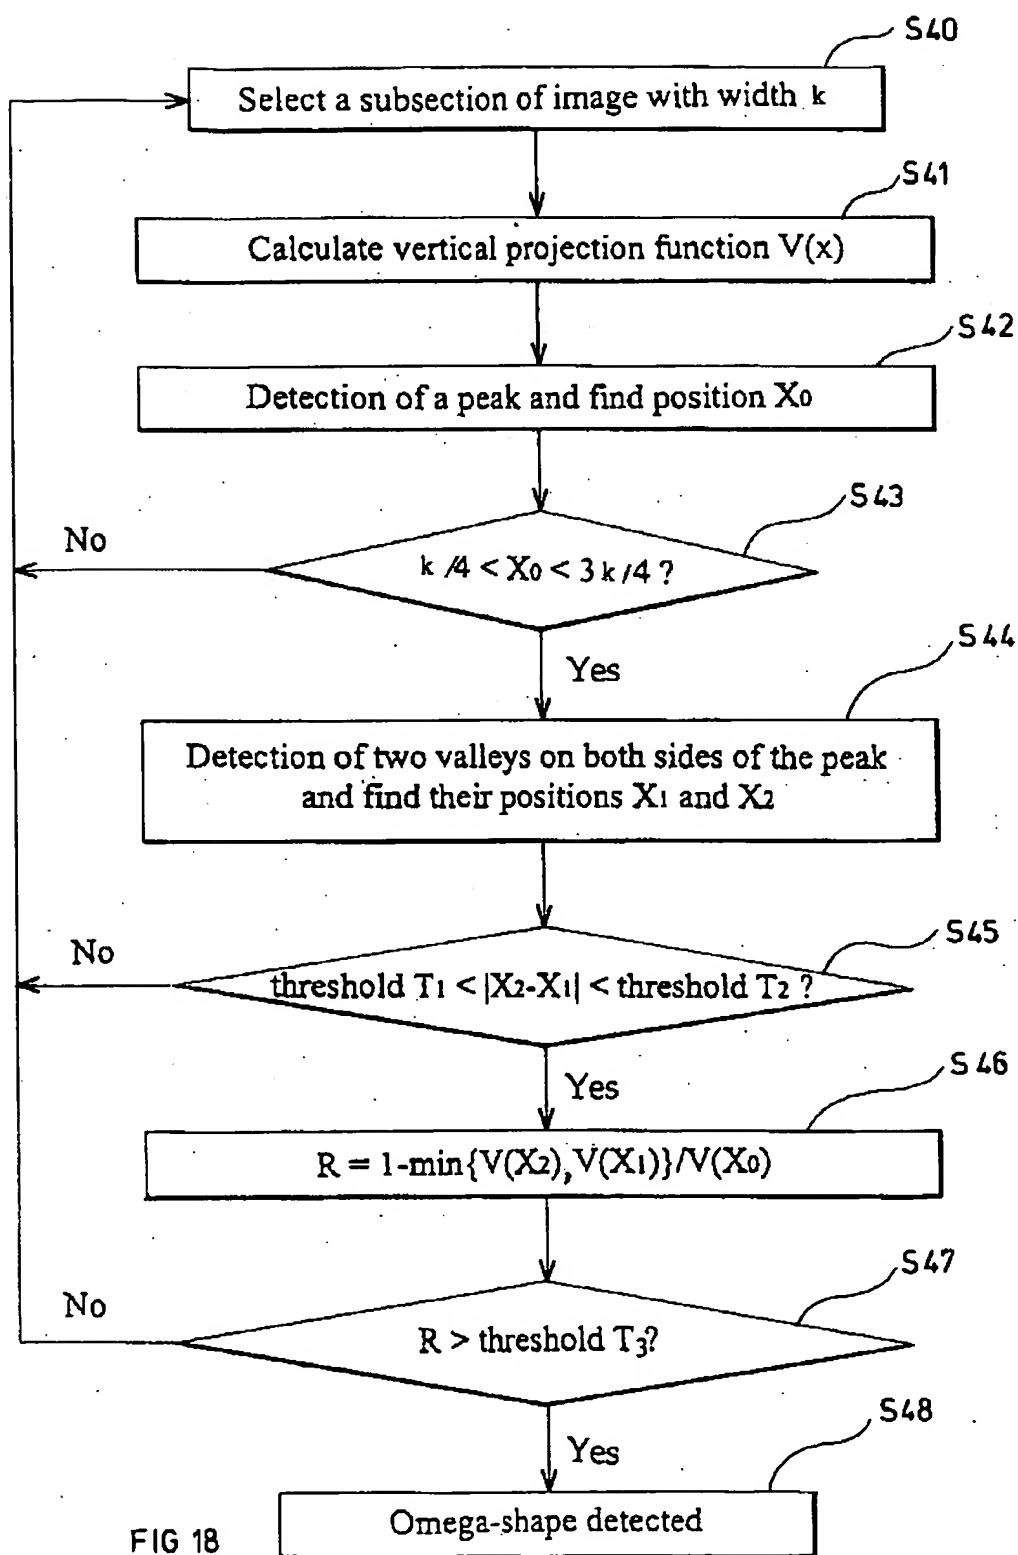 S40
Select a subsection of image with width k
S41
Calculate vertical projection function V(x)
S42
Detection of a peak and find position X0
S43
No
k/4 < X0 < 3k/4 ?
S44
Yes
Detection of two valleys on both sides of the peak
and find their positions X1 and X2
S45
No
threshold T1 < |X2-X1| < threshold T2 ?
S46
Yes
R = 1-min{V(X2),V(X1)}/V(X0)
S47
No
R > threshold T3?
S48
Yes
Omega-shape detected
FIG 18